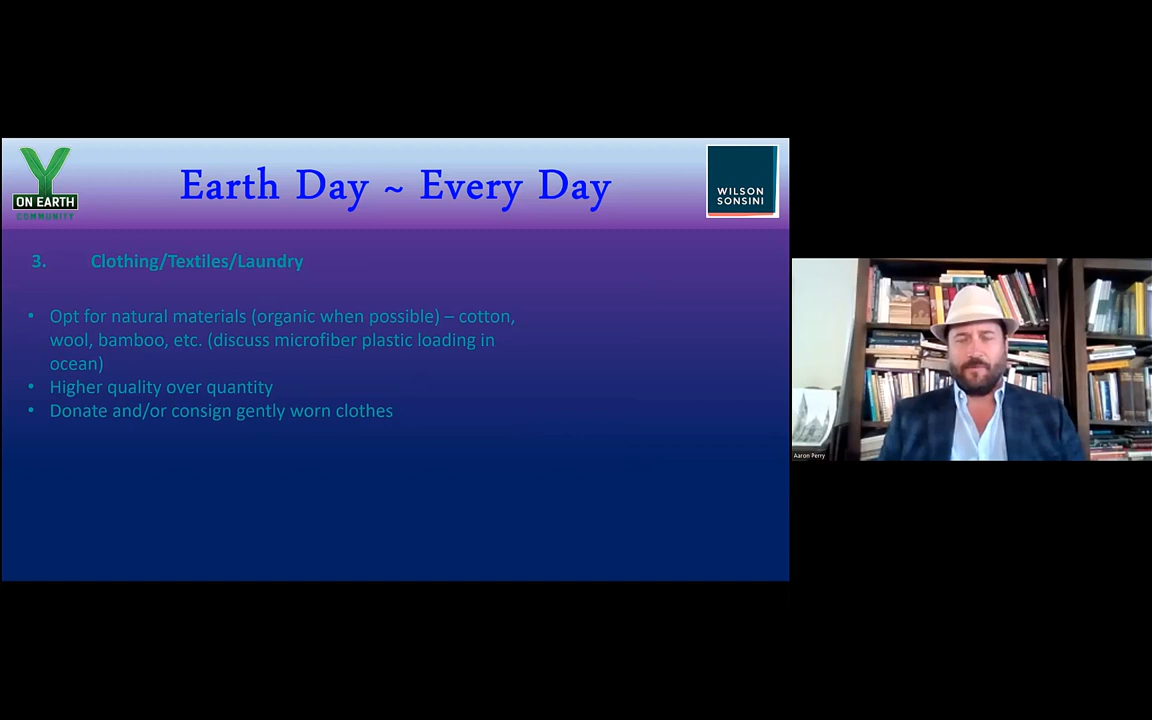 Y
ON EARTH
COMMUNITY
Earth Day ~ Every Day
WILSON
SONSINI
3. Clothing/Textiles/Laundry
• Opt for natural materials (organic when possible) – cotton,
wool, bamboo, etc. (discuss microfiber plastic loading in
ocean)
• Higher quality over quantity
• Donate and/or consign gently worn clothes
Aaron Perry